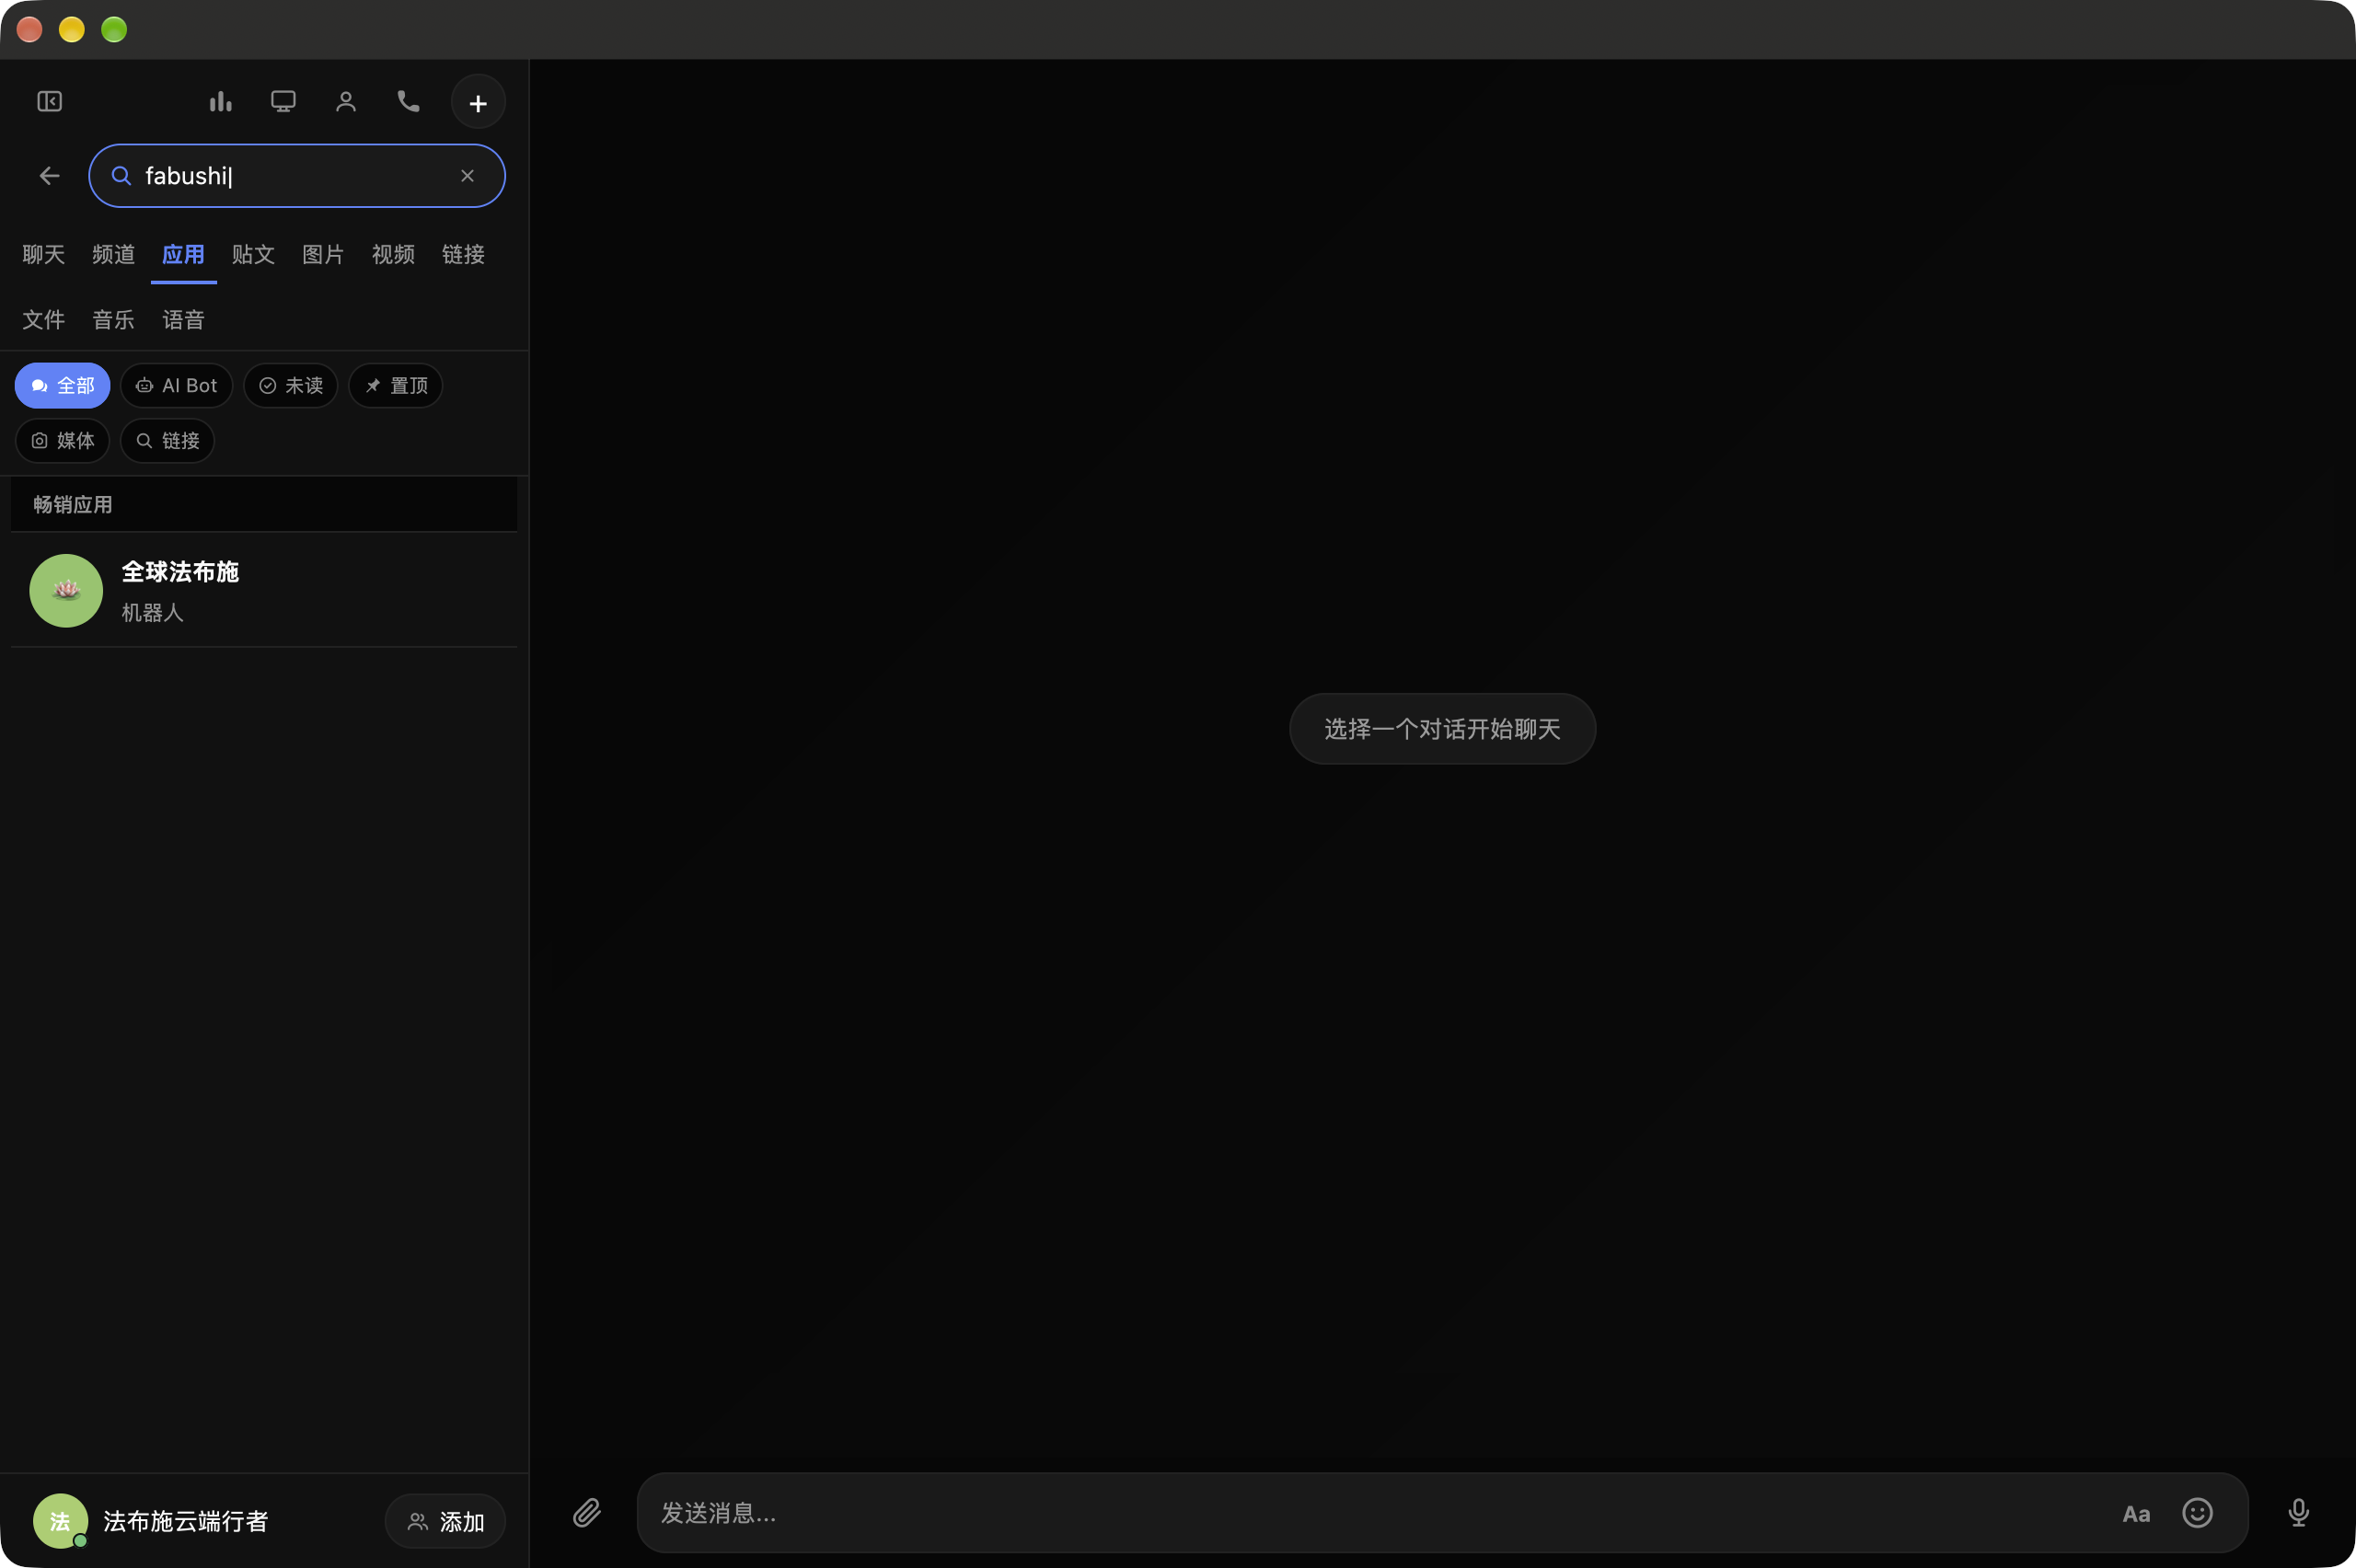 fabushi
聊天 频道 应用 贴文 图片 视频 链接
文件 音乐 语音
全部 AI Bot 未读 置顶
媒体 链接
畅销应用
全球法布施
机器人
选择一个对话开始聊天
法 法布施云端行者 添加
发送消息... Aa